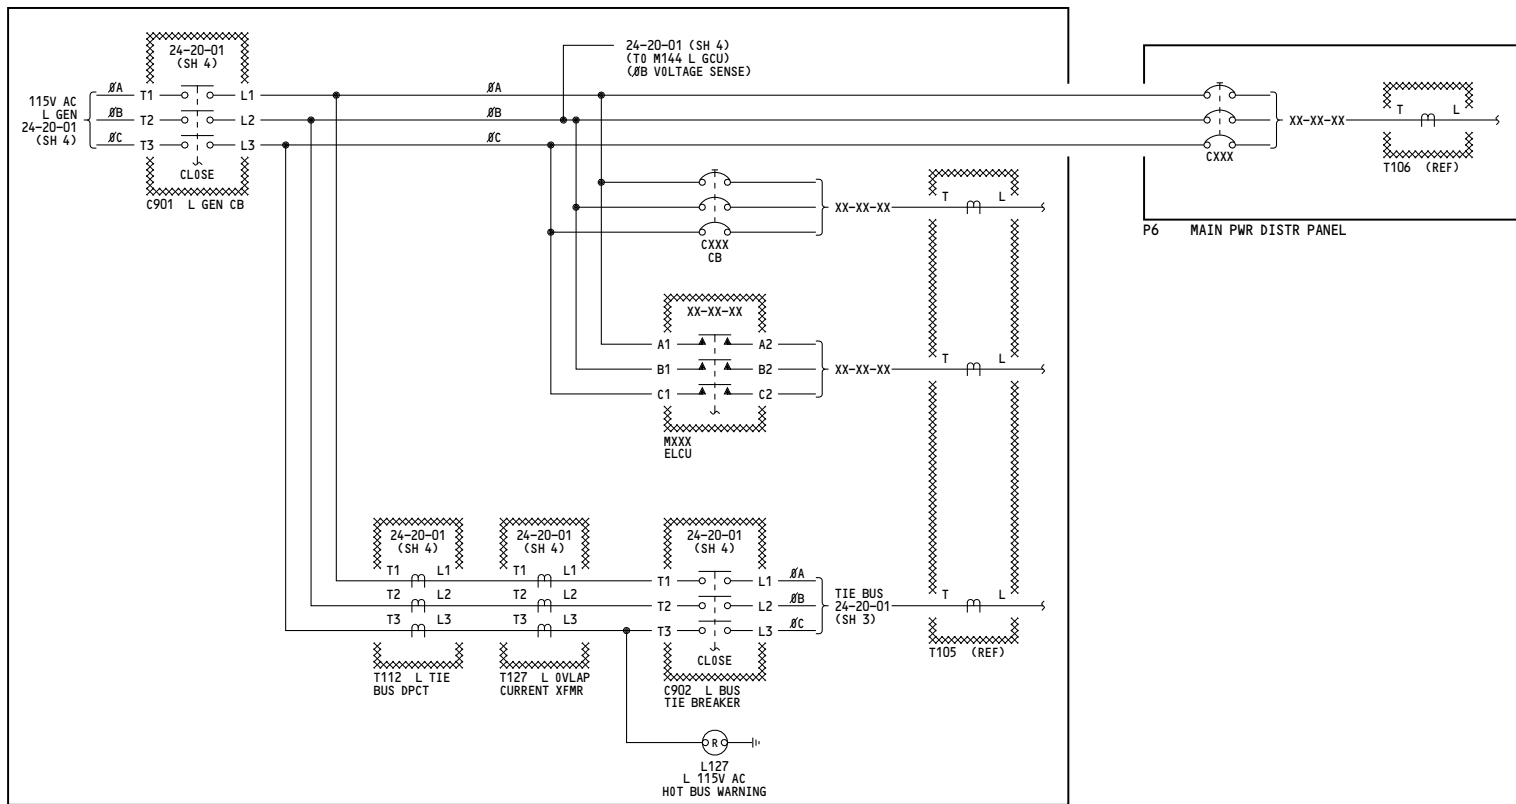 24-20-01
(SH 4)
115V AC
L GEN
24-20-01
(SH 4)
ØA
ØB
ØC
T1
T2
T3
L1
L2
L3
CLOSE
C901 L GEN CB
ØA
ØB
ØC
24-20-01 (SH 4)
(TO M144 L GCU)
(ØB VOLTAGE SENSE)
CXXX
XX-XX-XX
T L
T106 (REF)
P6 MAIN PWR DISTR PANEL
CXXX
CB
XX-XX-XX
T L
XX-XX-XX
A1
B1
C1
A2
B2
C2
MXXX
ELCU
XX-XX-XX
T L
24-20-01
(SH 4)
T1 L1
T2 L2
T3 L3
T112 L TIE
BUS DPCT
24-20-01
(SH 4)
T1 L1
T2 L2
T3 L3
T127 L OVLAP
CURRENT XFMR
24-20-01
(SH 4)
T1
T2
T3
L1
L2
L3
CLOSE
C902 L BUS
TIE BREAKER
ØA
ØB
ØC
TIE BUS
24-20-01
(SH 3)
T L
T105 (REF)
R
L127
L 115V AC
HOT BUS WARNING